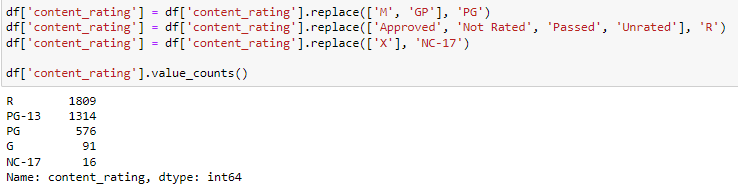 df['content_rating'] = df['content_rating'].replace(['M', 'GP'], 'PG')
df['content_rating'] = df['content_rating'].replace(['Approved', 'Not Rated', 'Passed', 'Unrated'], 'R')
df['content_rating'] = df['content_rating'].replace(['X'], 'NC-17')
df['content_rating'].value_counts()
R 1809
PG-13 1314
PG 576
G 91
NC-17 16
Name: content_rating, dtype: int64